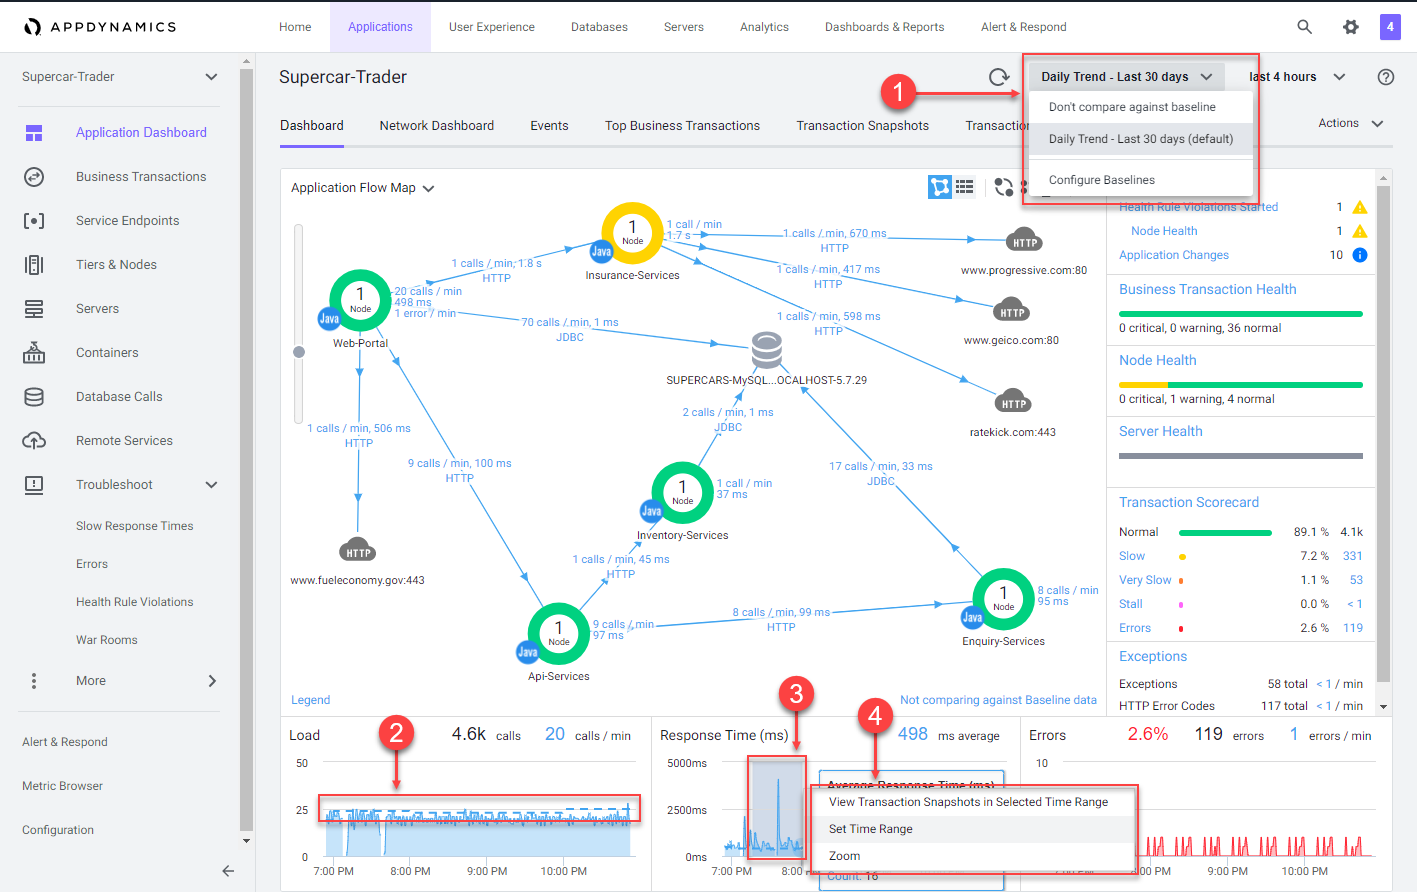 APPDYNAMICS
Home
Applications
User Experience
Databases
Servers
Analytics
Dashboards & Reports
Alert & Respond
4
Supercar-Trader
Application Dashboard
Business Transactions
Service Endpoints
Tiers & Nodes
Servers
Containers
Database Calls
Remote Services
Troubleshoot
Slow Response Times
Errors
Health Rule Violations
War Rooms
More
Alert & Respond
Metric Browser
Configuration
Supercar-Trader
1
Daily Trend - Last 30 days
last 4 hours
Don't compare against baseline
Daily Trend - Last 30 days (default)
Configure Baselines
Dashboard
Network Dashboard
Events
Top Business Transactions
Transaction Snapshots
Transaction
Actions
Application Flow Map
1
Node
Java
Insurance-Services
1 call / min
1.7 s
1 calls / min, 670 ms
HTTP
HTTP
www.progressive.com:80
1 calls / min, 1.8 s
HTTP
1 calls / min, 417 ms
HTTP
HTTP
www.geico.com:80
1
Node
Java
Web-Portal
20 calls / min
498 ms
1 error / min
70 calls / min, 1 ms
JDBC
1 calls / min, 598 ms
HTTP
SUPERCARS-MySQL...OCALHOST-5.7.29
HTTP
ratekick.com:443
2 calls / min, 1 ms
JDBC
1 calls / min, 506 ms
HTTP
9 calls / min, 100 ms
HTTP
17 calls / min, 33 ms
JDBC
1
Node
Java
Inventory-Services
1 call / min
37 ms
HTTP
www.fueleconomy.gov:443
1 calls / min, 45 ms
HTTP
1
Node
Java
Api-Services
9 calls / min
97 ms
8 calls / min, 99 ms
HTTP
1
Node
Java
Enquiry-Services
8 calls / min
95 ms
Legend
Not comparing against Baseline data
Health Rule Violations Started
1
Node Health
1
Application Changes
10
Business Transaction Health
0 critical, 0 warning, 36 normal
Node Health
0 critical, 1 warning, 4 normal
Server Health
Transaction Scorecard
Normal 89.1 % 4.1k
Slow 7.2 % 331
Very Slow 1.1 % 53
Stall 0.0 % < 1
Errors 2.6 % 119
Exceptions
Exceptions 58 total < 1 / min
HTTP Error Codes 117 total < 1 / min
Load
2
4.6k calls
20 calls / min
50
25
0
7:00 PM
8:00 PM
9:00 PM
10:00 PM
Response Time (ms)
3
4
498 ms average
5000ms
2500ms
0ms
7:00 PM
Average Response Time (ms)
View Transaction Snapshots in Selected Time Range
Set Time Range
Zoom
Count: 16
Errors
2.6%
119 errors
1 errors / min
10
8:00 PM
9:00 PM
10:00 PM